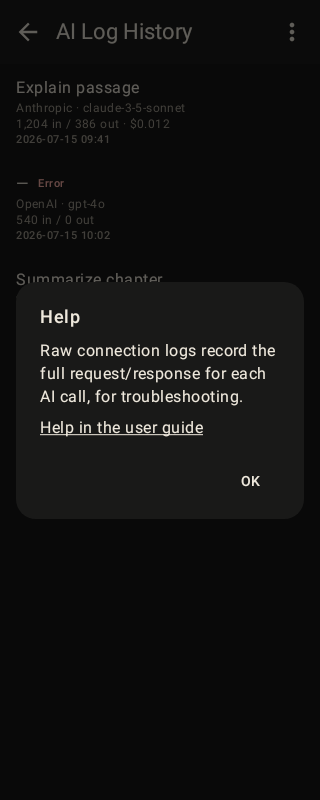 AI Log History
Explain passage
Anthropic · claude-3-5-sonnet
1,204 in / 386 out · $0.012
2026-07-15 09:41
— Error
OpenAI · gpt-4o
540 in / 0 out
2026-07-15 10:02
Summarize chapter
Help
Raw connection logs record the
full request/response for each
AI call, for troubleshooting.
Help in the user guide
OK